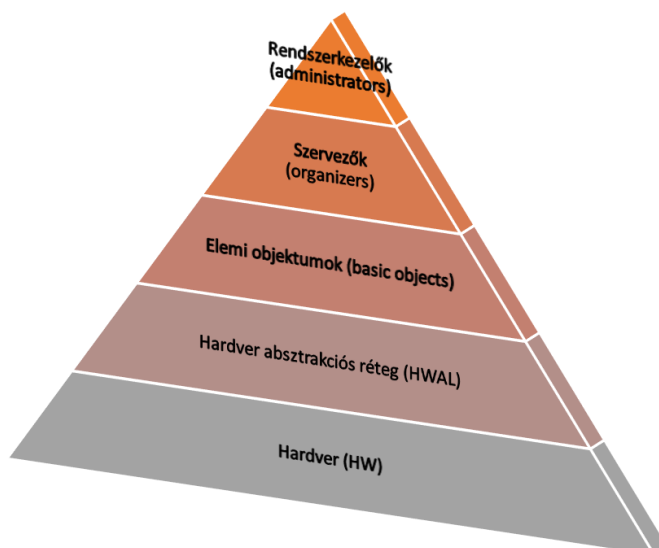 Rendszerkezelők
(administrators)
Szervezők
(organizers)
Elemi objektumok (basic objects)
Hardver absztrakciós réteg (HWAL)
Hardver (HW)